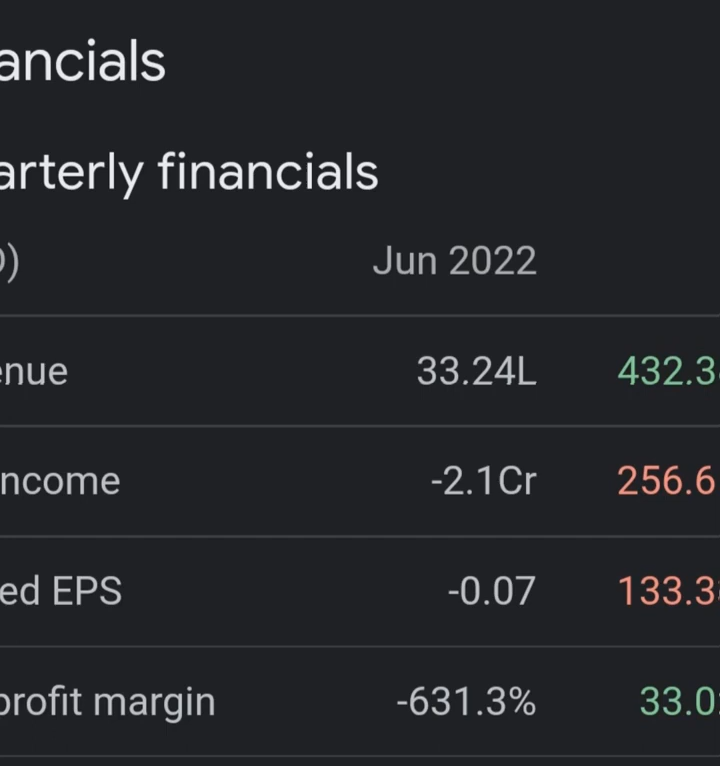 ancials
arterly financials
D) Jun 2022
enue 33.24L 432.3
ncome -2.1Cr 256.6
ed EPS -0.07 133.3
profit margin -631.3% 33.0